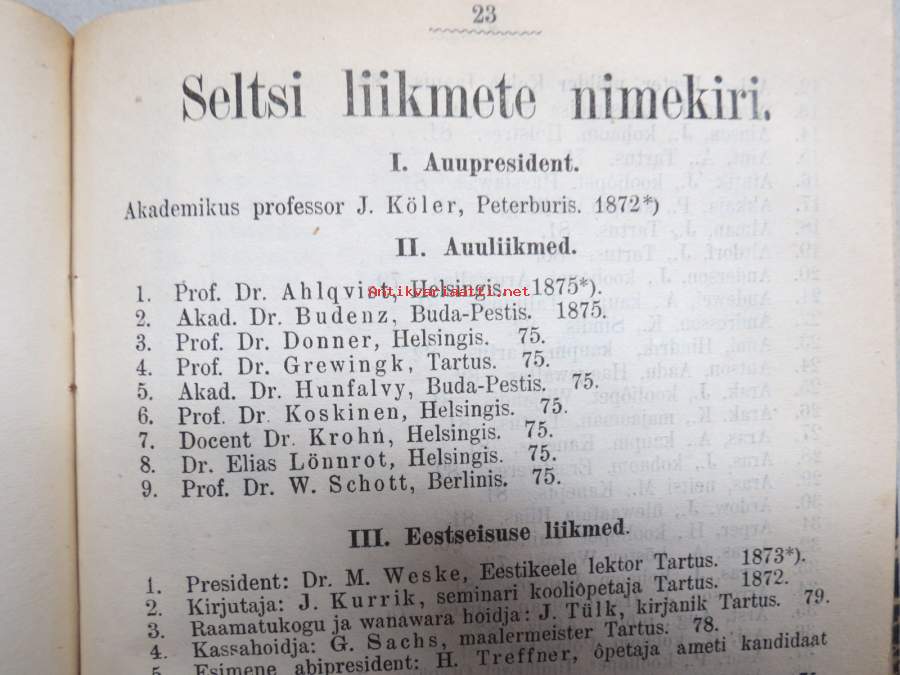 23
Seltsi liikmete nimekiri.
I. Auupresident.
Akademikus professor J. Köler, Peterburis. 1872*)
II. Auuliikmed.
1. Prof. Dr. Ahlqvist, Helsingis. 1875*).
Antikvariaatti.net
2. Akad. Dr. Budenz, Buda-Pestis. 1875.
3. Prof. Dr. Donner, Helsingis. 75.
4. Prof. Dr. Grewingk, Tartus. 75.
5. Akad. Dr. Hunfalvy, Buda-Pestis. 75.
6. Prof. Dr. Koskinen, Helsingis. 75.
7. Docent Dr. Krohn, Helsingis. 75.
8. Dr. Elias Lönnrot, Helsingis. 75.
9. Prof. Dr. W. Schott, Berlinis. 75.
III. Eestseisuse liikmed.
1. President: Dr. M. Weske, Eestikeele lektor Tartus. 1873*).
2. Kirjutaja: J. Kurrik, seminari kooliõpetaja Tartus. 1872.
3. Raamatukogu ja wanawara hoidja: J. Tülk, kirjanik Tartus. 79.
4. Kassahoidja: G. Sachs, maalermeister Tartus. 78.
5. Esimene abipresident: H. Treffner, õpetaja ameti kandidaat